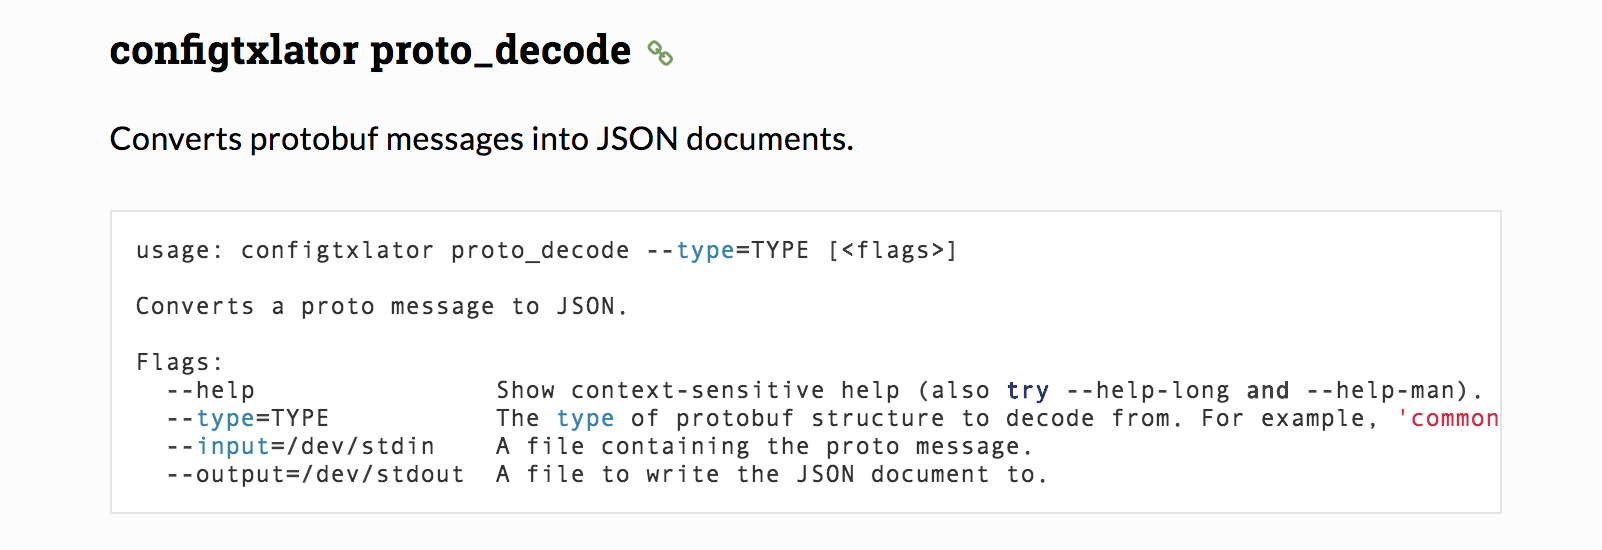 configtxlator proto_decode
Converts protobuf messages into JSON documents.
usage: configtxlator proto_decode --type=TYPE [<flags>]
Converts a proto message to JSON.
Flags:
--help Show context-sensitive help (also try --help-long and --help-man).
--type=TYPE The type of protobuf structure to decode from. For example, 'common
--input=/dev/stdin A file containing the proto message.
--output=/dev/stdout A file to write the JSON document to.